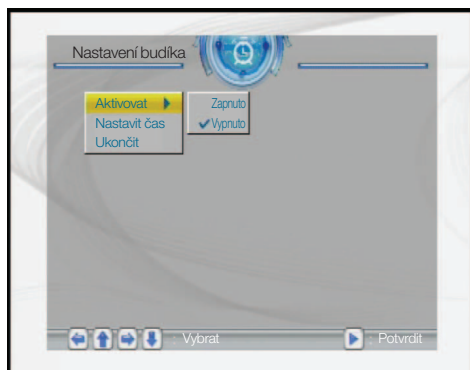 Nastavení budíka
Aktivovat
Zapnuto
Nastavit čas
Vypnuto
Ukončit
: Vybrat
: Potvrdit